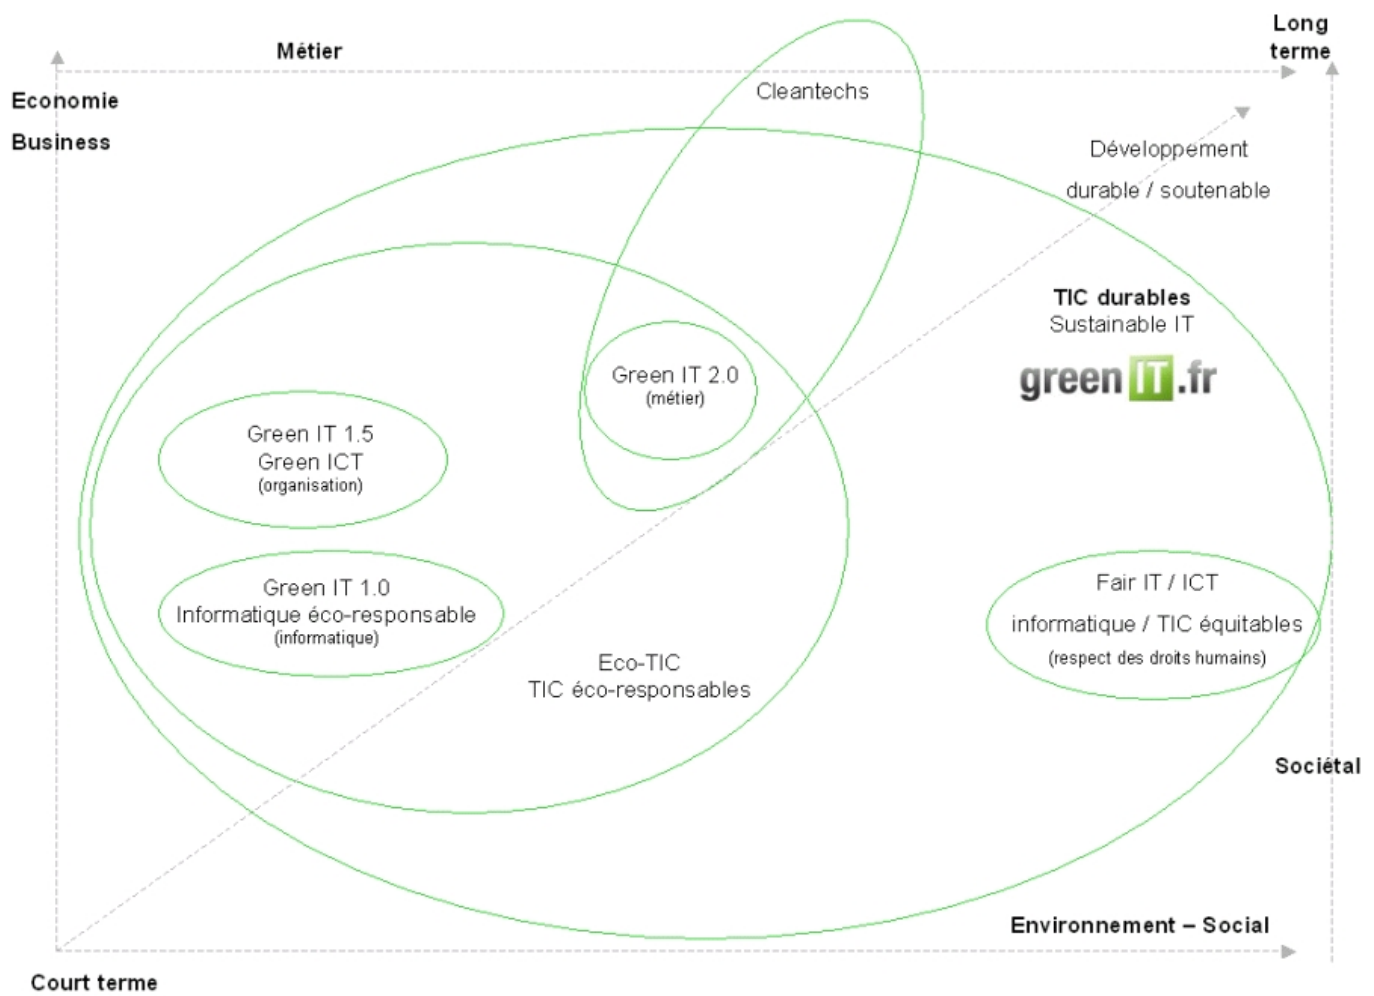 Long
terme
Métier
Cleantechs
Economie
Business
Développement
durable / soutenable
TIC durables
Sustainable IT
green IT .fr
Green IT 2.0
(métier)
Green IT 1.5
Green ICT
(organisation)
Green IT 1.0
Informatique éco-responsable
(informatique)
Fair IT / ICT
informatique / TIC équitables
(respect des droits humains)
Eco-TIC
TIC éco-responsables
Sociétal
Environnement – Social
Court terme